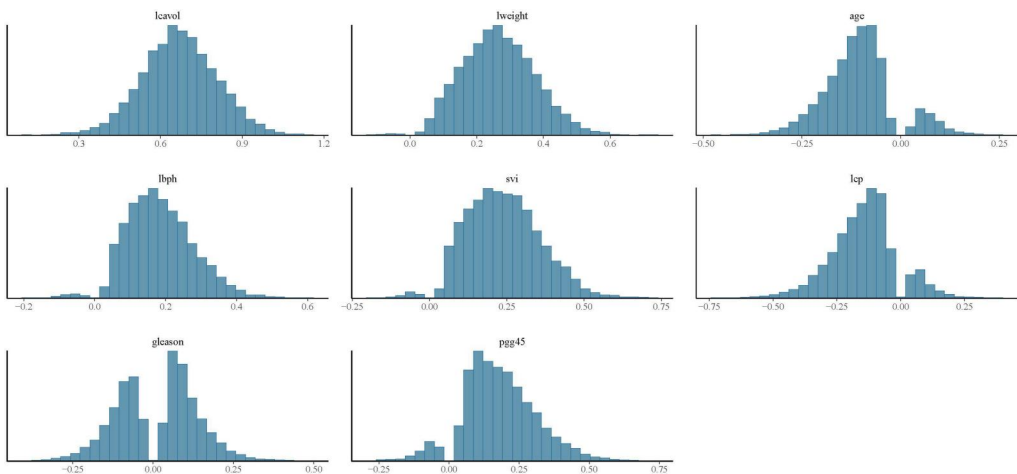 lcavol
lweight
age
0.3 0.6 0.9 1.2
0.0 0.2 0.4 0.6
−0.50 −0.25 0.00 0.25
lbph
svi
lcp
−0.2 0.0 0.2 0.4 0.6
−0.25 0.00 0.25 0.50 0.75
−0.75 −0.50 −0.25 0.00 0.25
gleason
pgg45
−0.25 0.00 0.25 0.50
−0.25 0.00 0.25 0.50 0.75